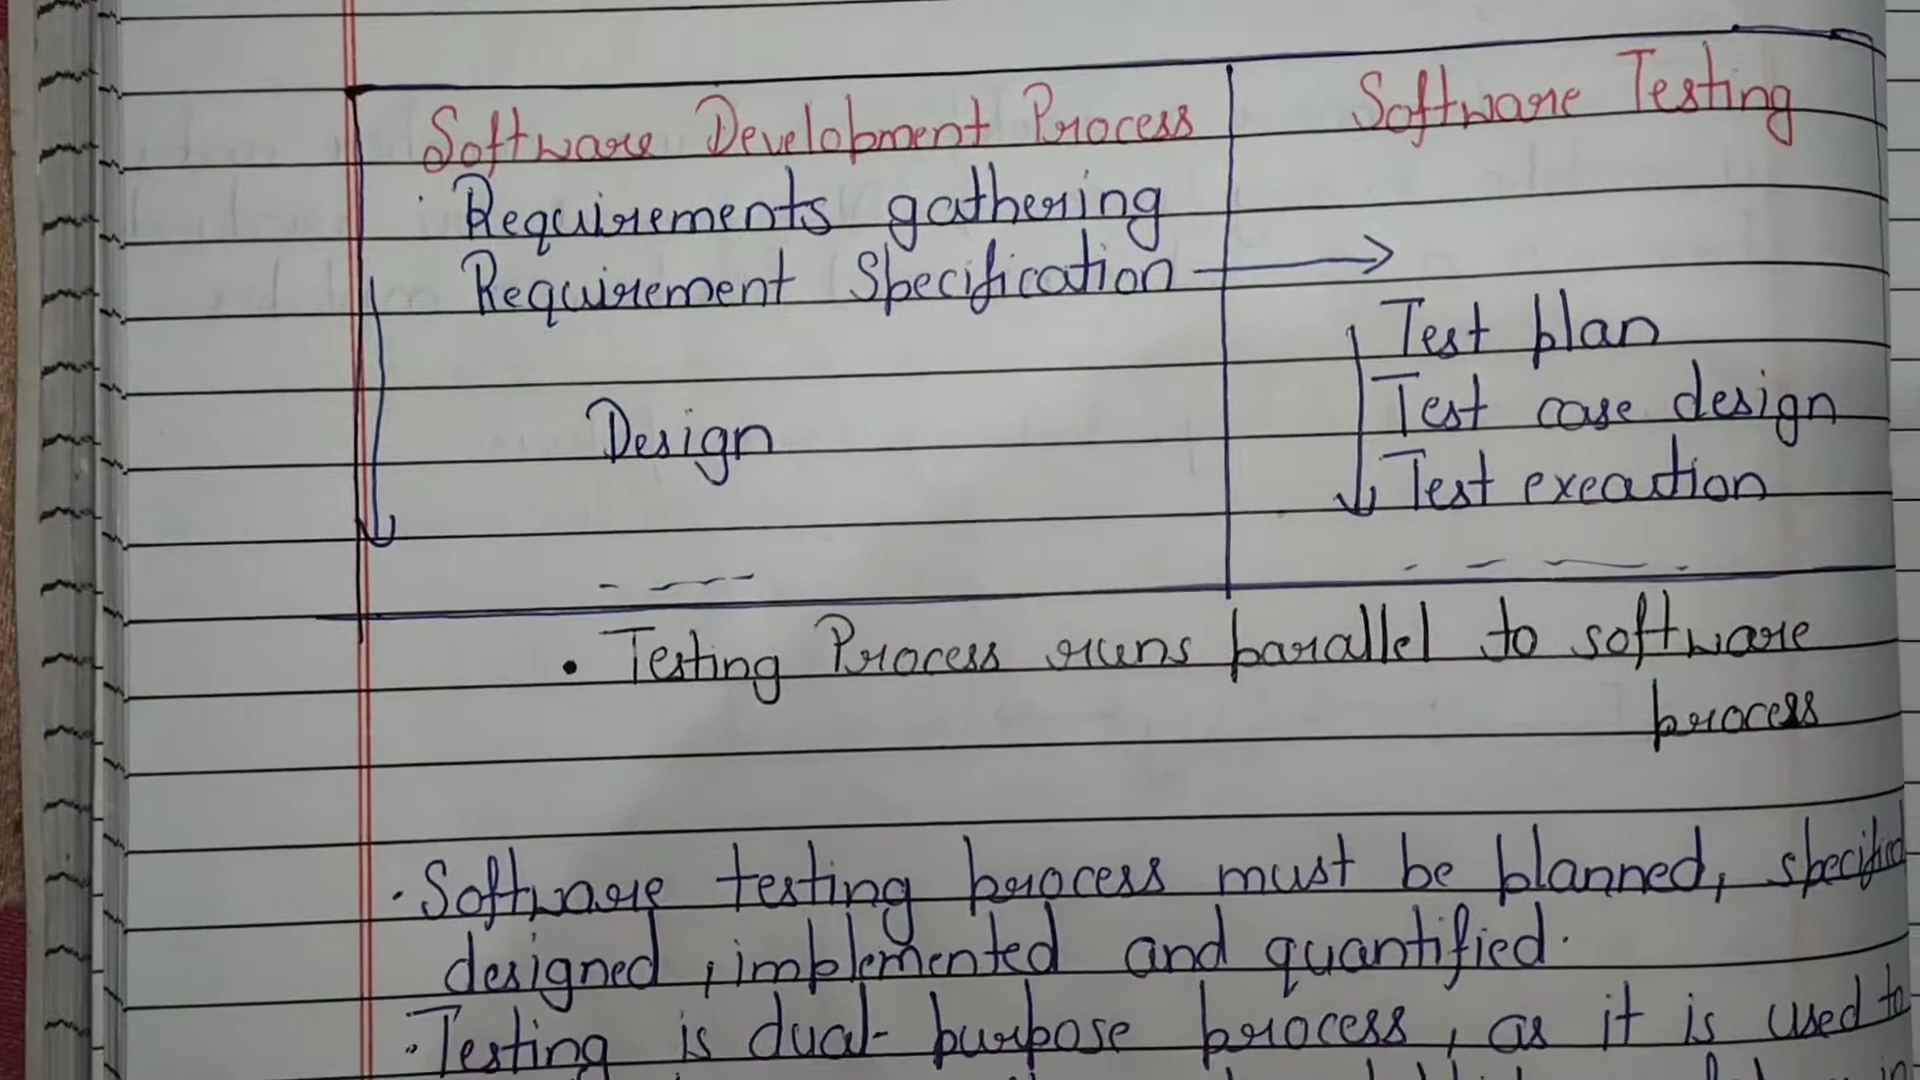 Software Development Process
Software Testing
Requirements gathering
Requirement Specification
Test plan
Test case design
Design
Test execution
• Testing Process runs parallel to software
process
• Software testing process must be planned, specified
designed, implemented and quantified.
• Testing is dual-purpose process, as it is used to